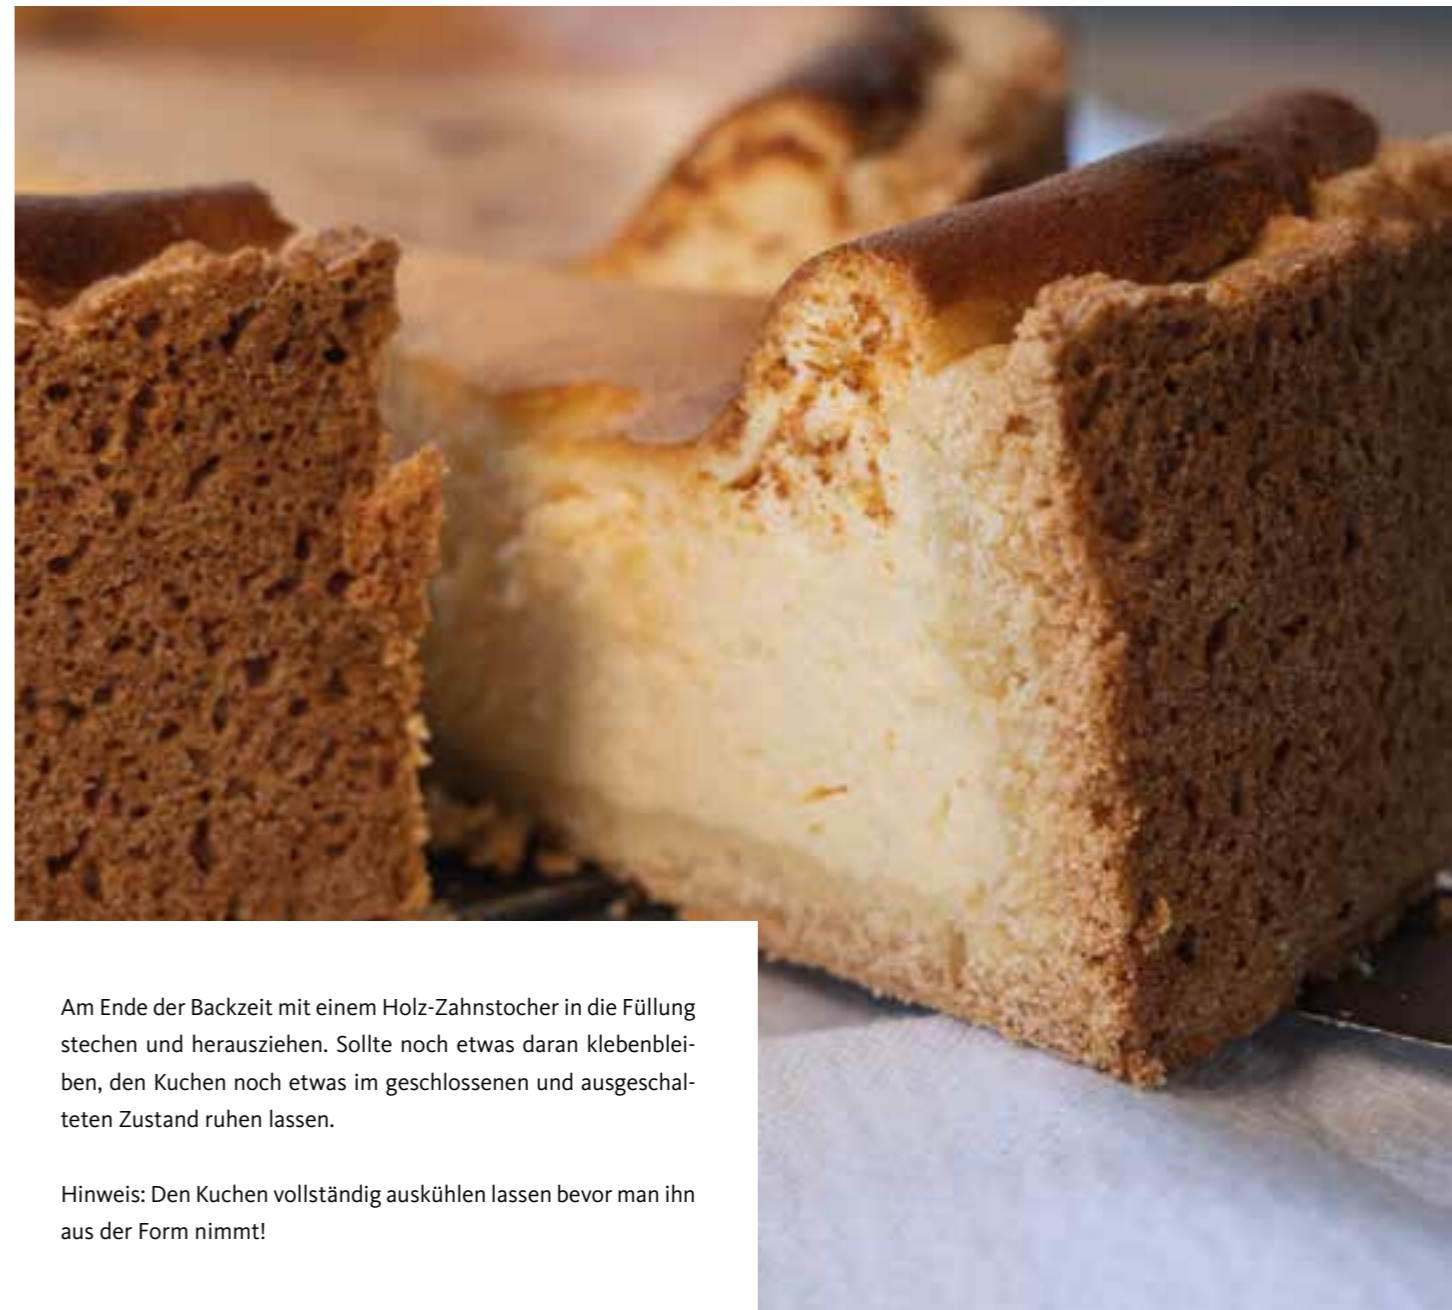 Am Ende der Backzeit mit einem Holz-Zahnstocher in die Füllung
stechen und herausziehen. Sollte noch etwas daran klebenblei-
ben, den Kuchen noch etwas im geschlossenen und ausgeschal-
teten Zustand ruhen lassen.
Hinweis: Den Kuchen vollständig auskühlen lassen bevor man ihn
aus der Form nimmt!